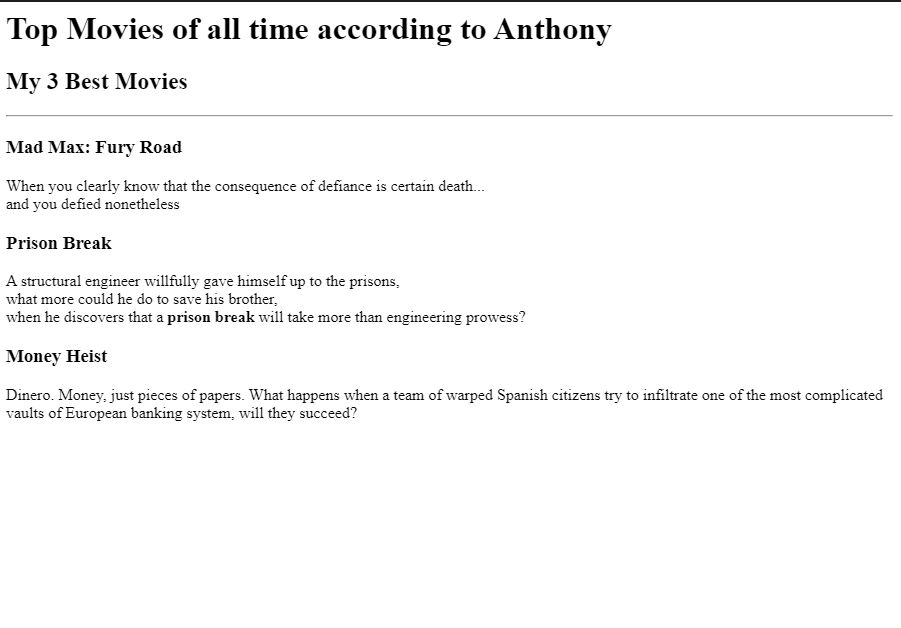 Top Movies of all time according to Anthony
My 3 Best Movies
Mad Max: Fury Road
When you clearly know that the consequence of defiance is certain death...
and you defied nonetheless
Prison Break
A structural engineer willfully gave himself up to the prisons,
what more could he do to save his brother,
when he discovers that a prison break will take more than engineering prowess?
Money Heist
Dinero. Money, just pieces of papers. What happens when a team of warped Spanish citizens try to infiltrate one of the most complicated
vaults of European banking system, will they succeed?